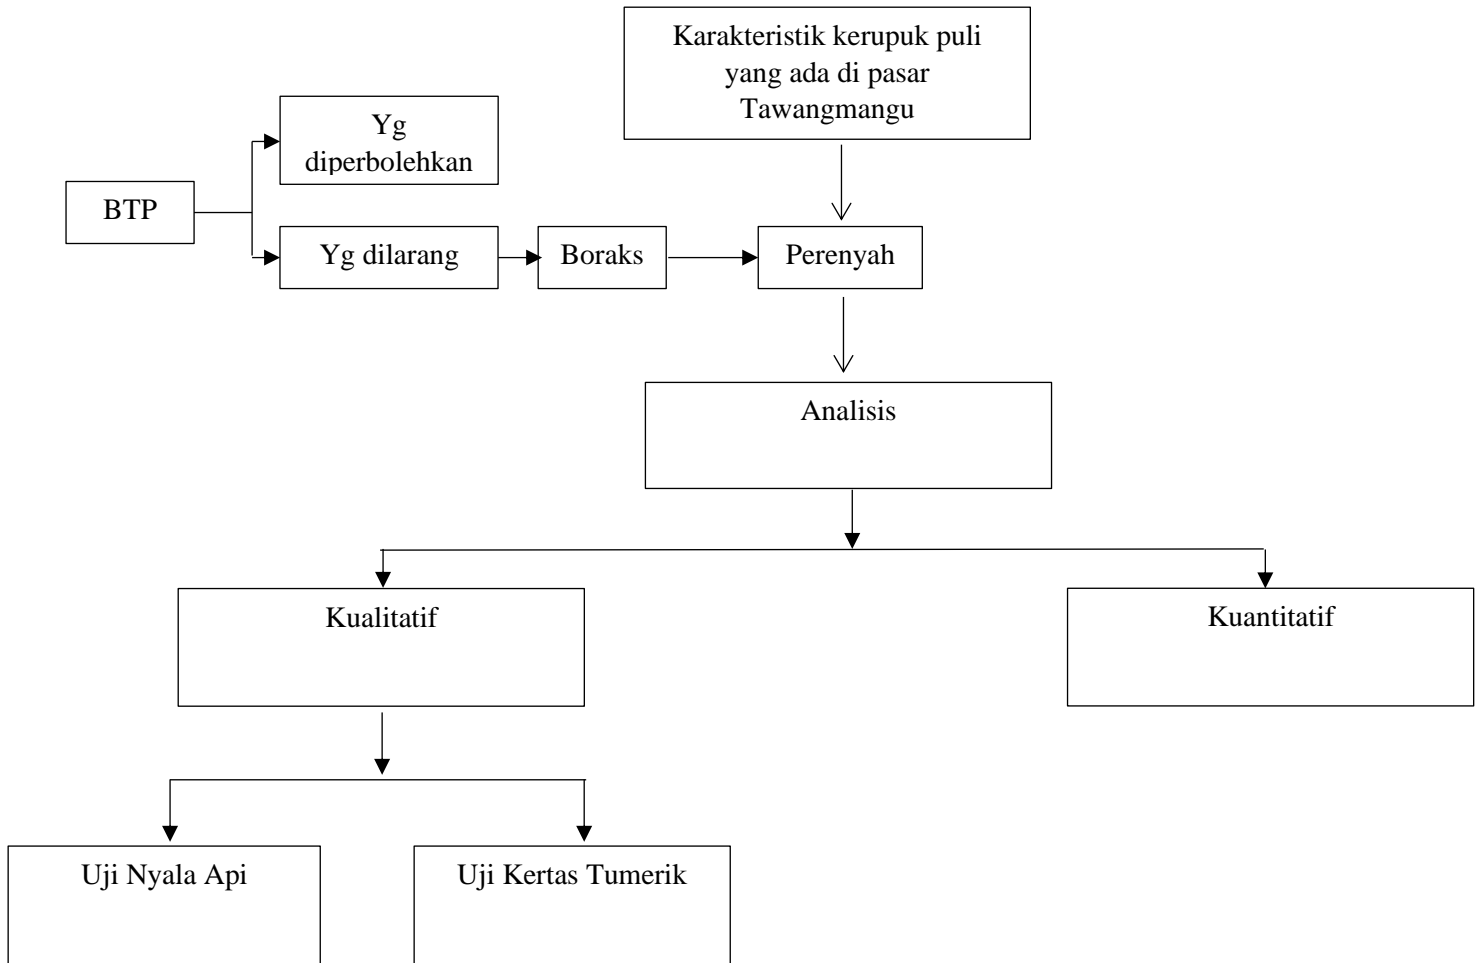 Karakteristik kerupuk puli
yang ada di pasar
Tawangmangu
Yg
diperbolehkan
BTP
Yg dilarang
Boraks
Perenyah
Analisis
Kualitatif
Kuantitatif
Uji Nyala Api
Uji Kertas Tumerik